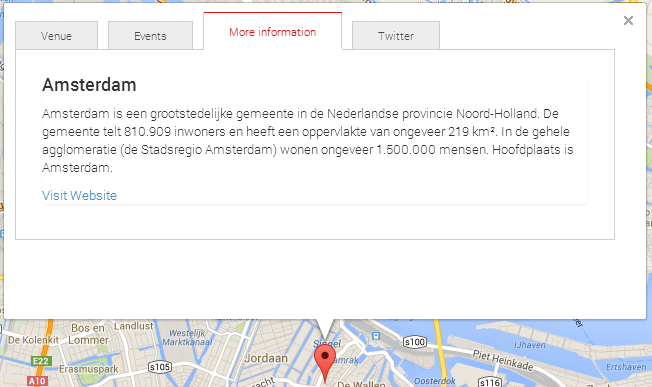 Venue
Events
More information
Twitter
×
Amsterdam
Amsterdam is een grootstedelijke gemeente in de Nederlandse provincie Noord-Holland. De
gemeente telt 810.909 inwoners en heeft een oppervlakte van ongeveer 219 km². In de gehele
agglomeratie (de Stadsregio Amsterdam) wonen ongeveer 1.500.000 mensen. Hoofdplaats is
Amsterdam.
Visit Website
Bos en
Lommer
Landlust
De Kolenkit
E22
Erasmuspark
A10
Westelijk
Marktkanaal
Jordaan
Singel
s100
s116
De Wallen
Piet Heinkade
Oosterdok
IJhaven
Ertshaven